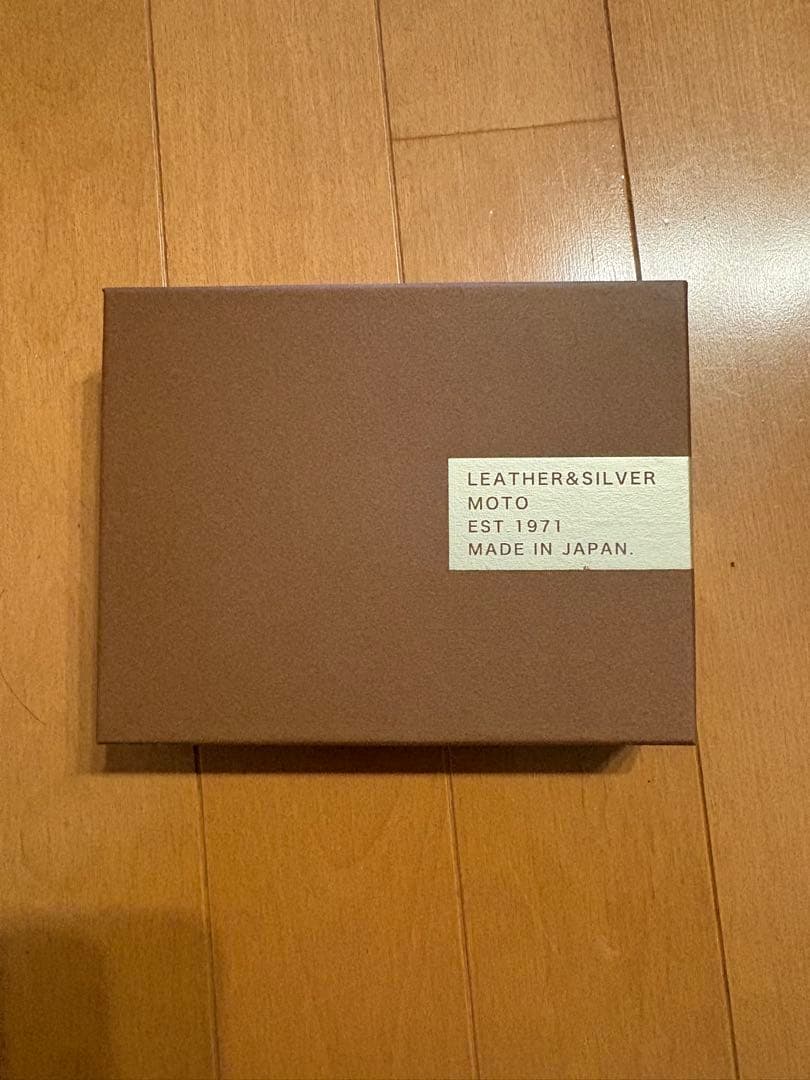 LEATHER&SILVER
MOTO
EST 1971
MADE IN JAPAN.